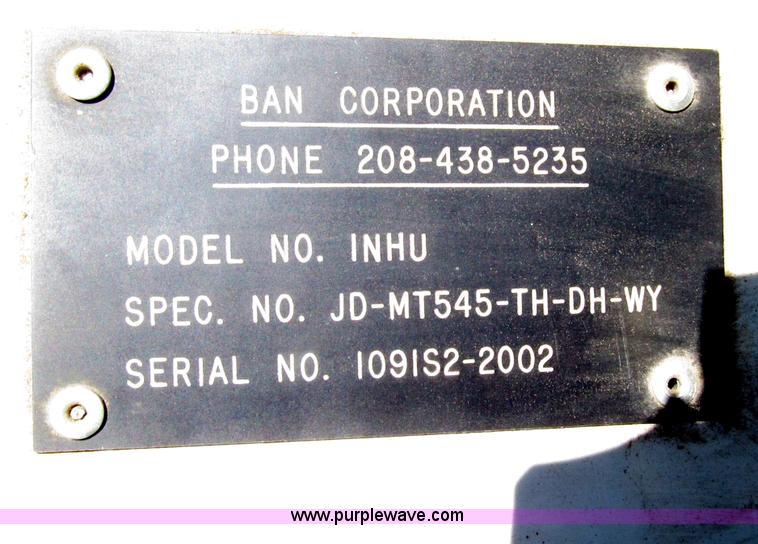 BAN CORPORATION
PHONE 208-438-5235
MODEL NO. INHU
SPEC. NO. JD-MT545-TH-DH-WY
SERIAL NO. 1091S2-2002
www.purplewave.com